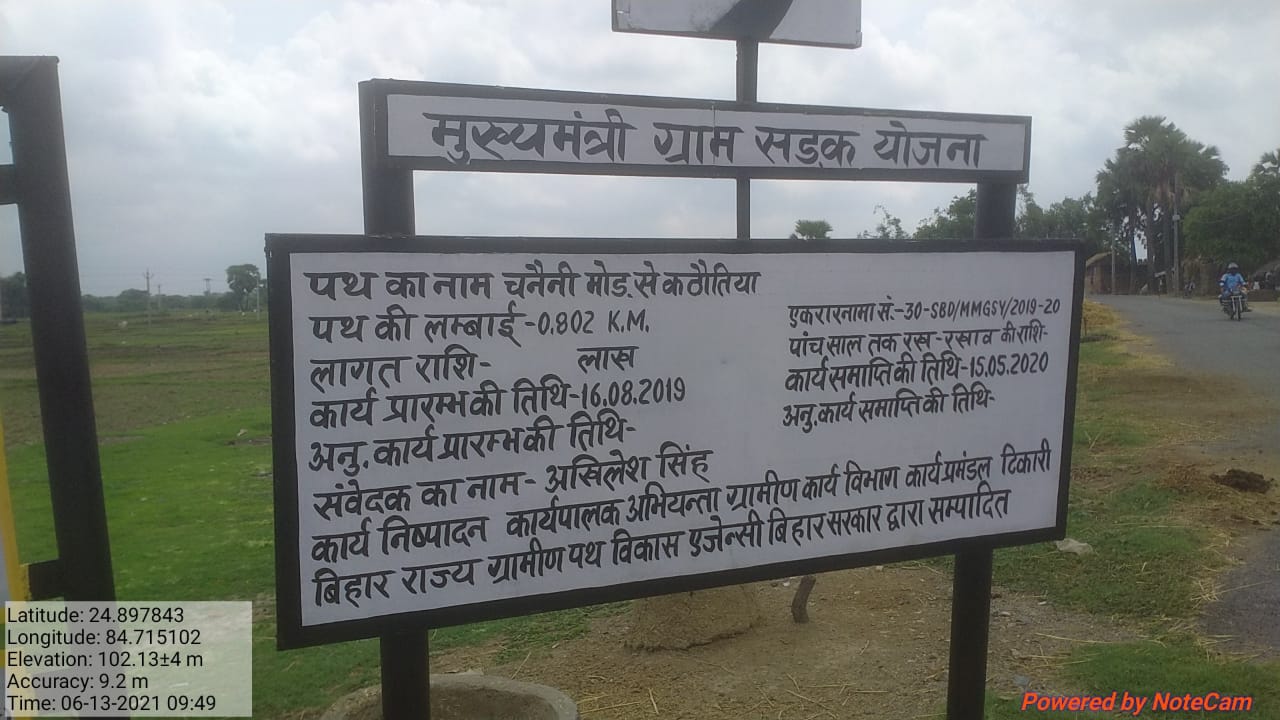 मुख्यमंत्री ग्राम सड़क योजना
पथ का नाम चनैनी मोड़ से कठौतिया
पथ की लम्बाई -0.802 K.M.
लागत राशि- लाख
कार्य प्रारम्भ की तिथि-16.08.2019
अनु. कार्य प्रारम्भ की तिथि-
संवेदक का नाम- अखिलेश सिंह
एकरारनामा सं.-30-SBD/MMGSY/2019-20
पांच साल तक रख-रखाव की राशि-
कार्य समाप्ति की तिथि-15.05.2020
अनु. कार्य समाप्ति की तिथि-
कार्य निष्पादन कार्यपालक अभियन्ता ग्रामीण कार्य विभाग कार्य प्रमंडल टिकारी
बिहार राज्य ग्रामीण पथ विकास एजेन्सी बिहार सरकार द्वारा सम्पादित
Latitude: 24.897843
Longitude: 84.715102
Elevation: 102.13±4 m
Accuracy: 9.2 m
Time: 06-13-2021 09:49
Powered by NoteCam